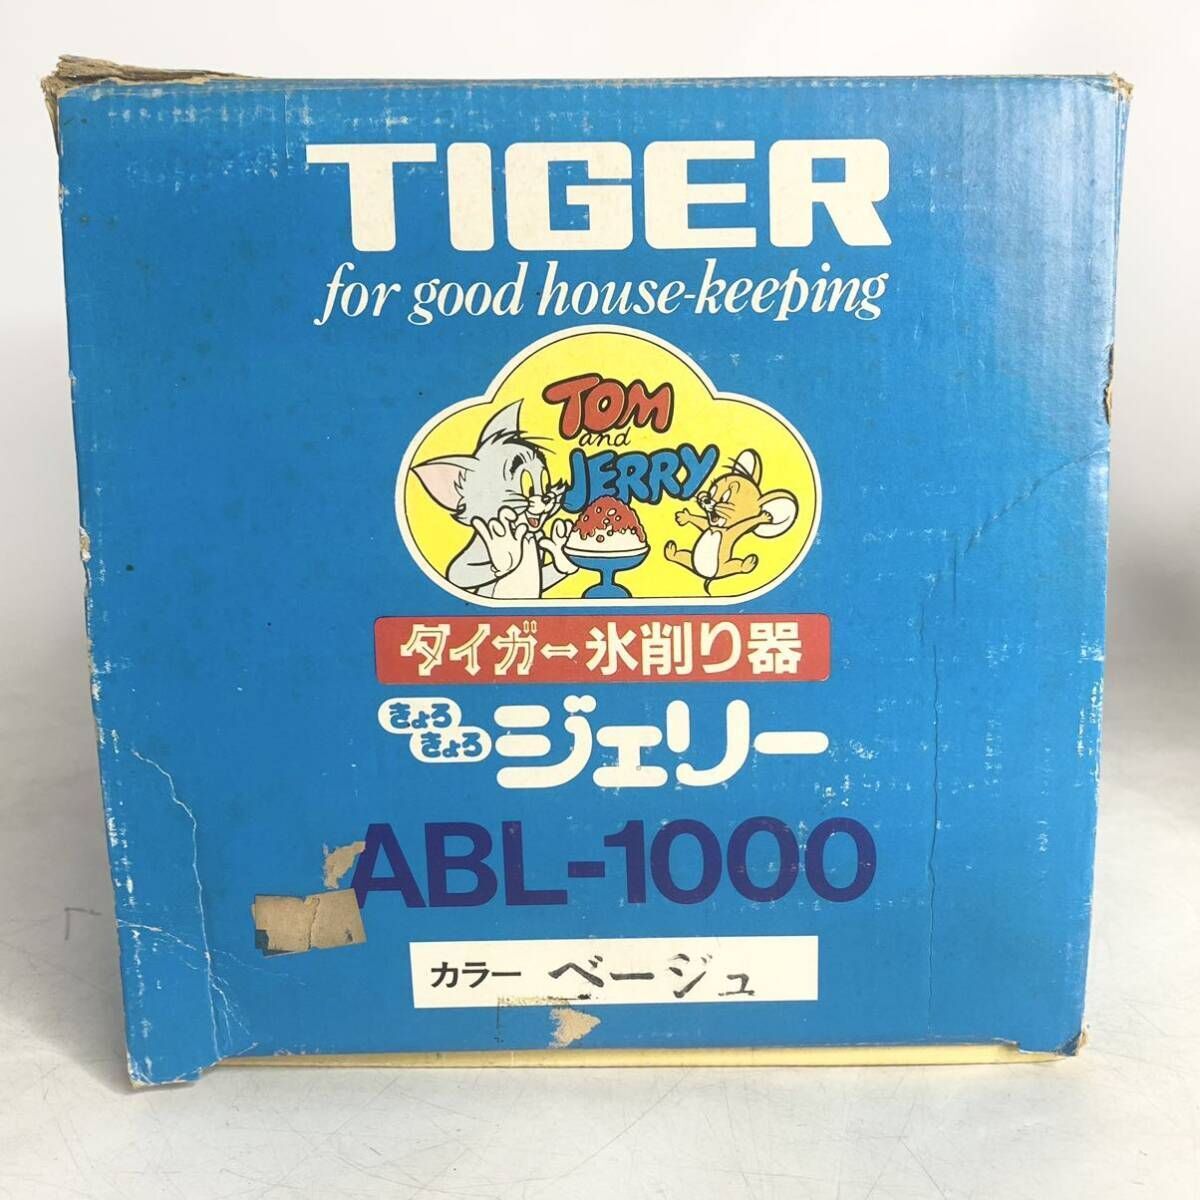 TIGER
for good house-keeping
TOM
and
JERRY
タイガー氷削り器
きょろ
きょろ
ジェリー
ABL-1000
カラー ベージュ